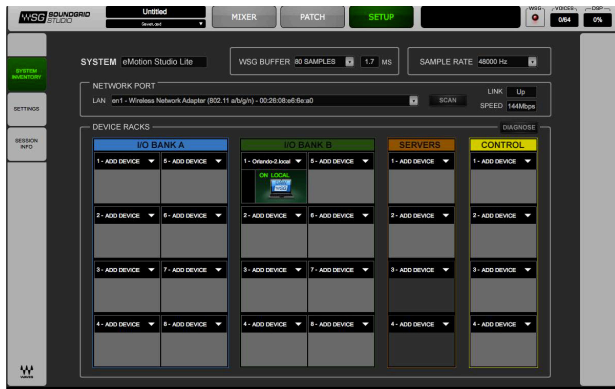 WSG SOUNDGRID STUDIO
Untitled
MIXER
PATCH
SETUP
WSG
VOICES
0/64
DSP
0%
SYSTEM INVENTORY
SETTINGS
SESSION INFO
SYSTEM eMotion Studio Lite
WSG BUFFER 80 SAMPLES 1.7 MS
SAMPLE RATE 48000 Hz
NETWORK PORT
LAN en1 - Wireless Network Adapter (802.11 a/b/g/n) - 00:26:08:e6:6e:a0
SCAN
LINK Up
SPEED 144Mbps
DEVICE RACKS
DIAGNOSE
I/O BANK A
I/O BANK B
SERVERS
CONTROL
1 - ADD DEVICE 5 - ADD DEVICE 1 - Orlando-2.local 5 - ADD DEVICE 1 - ADD DEVICE 1 - ADD DEVICE
ON LOCAL
2 - ADD DEVICE 6 - ADD DEVICE 2 - ADD DEVICE 6 - ADD DEVICE 2 - ADD DEVICE 2 - ADD DEVICE
3 - ADD DEVICE 7 - ADD DEVICE 3 - ADD DEVICE 7 - ADD DEVICE 3 - ADD DEVICE 3 - ADD DEVICE
4 - ADD DEVICE 8 - ADD DEVICE 4 - ADD DEVICE 8 - ADD DEVICE 4 - ADD DEVICE 4 - ADD DEVICE
WAVES